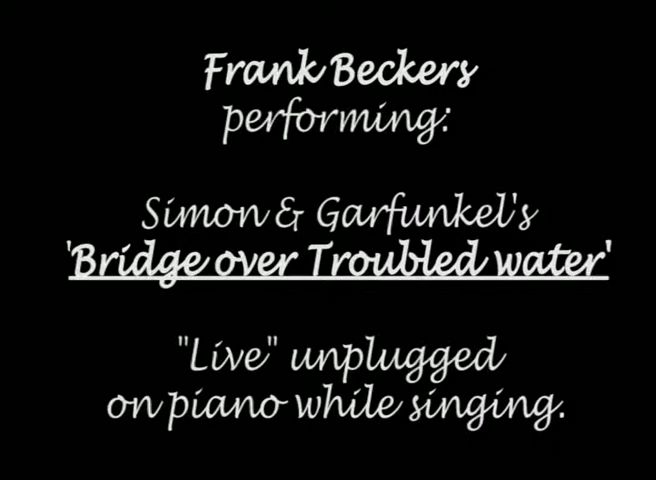 Frank Beckers
performing:
Simon & Garfunkel's
'Bridge over Troubled water'
"Live" unplugged
on piano while singing.